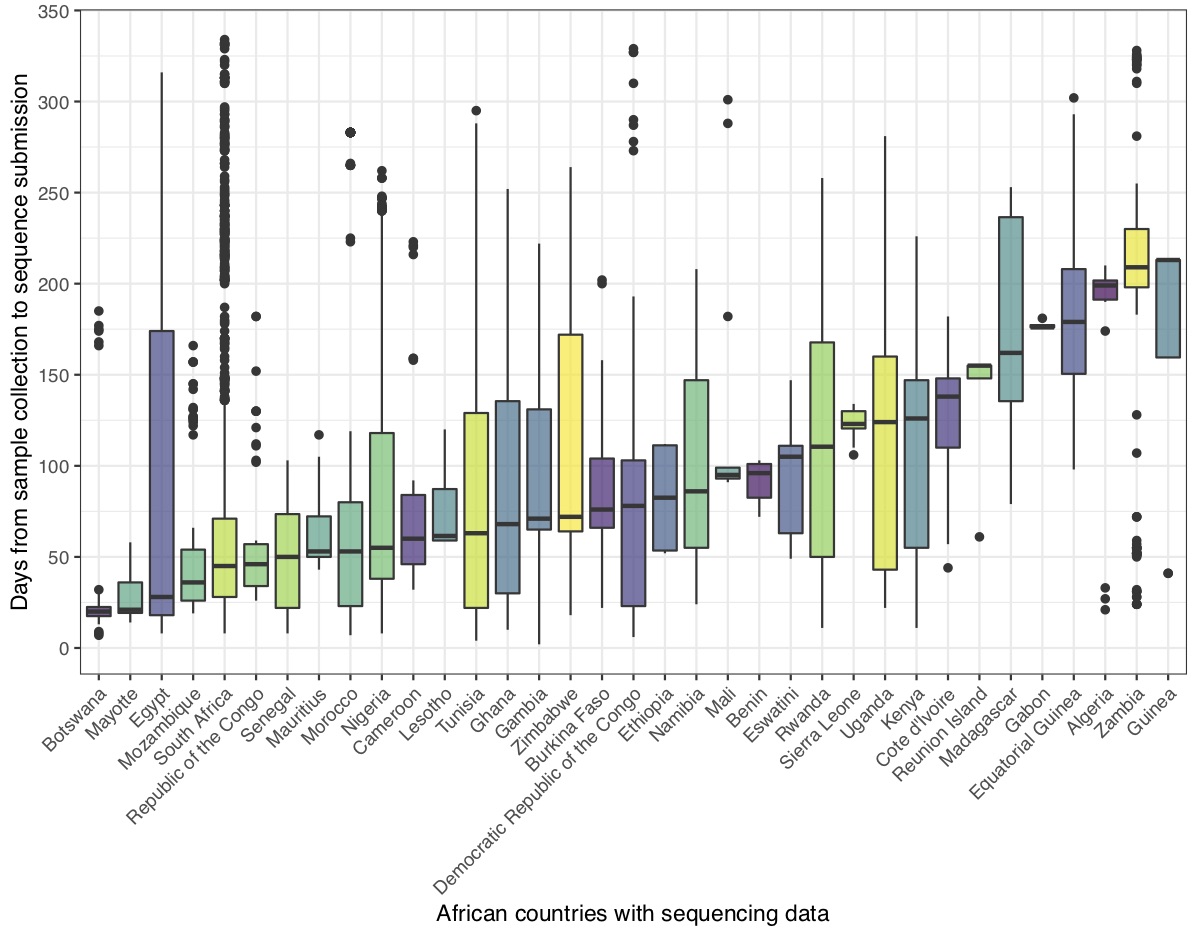 Days from sample collection to sequence submission
350
300
250
200
150
100
50
0
Botswana
Mayotte
Egypt
Mozambique
South Africa
Republic of the Congo
Senegal
Mauritius
Morocco
Nigeria
Cameroon
Lesotho
Tunisia
Ghana
Gambia
Zimbabwe
Burkina Faso
Democratic Republic of the Congo
Ethiopia
Namibia
Mali
Benin
Eswatini
Rwanda
Sierra Leone
Uganda
Kenya
Cote d'Ivoire
Reunion Island
Madagascar
Gabon
Equatorial Guinea
Algeria
Zambia
Guinea
African countries with sequencing data